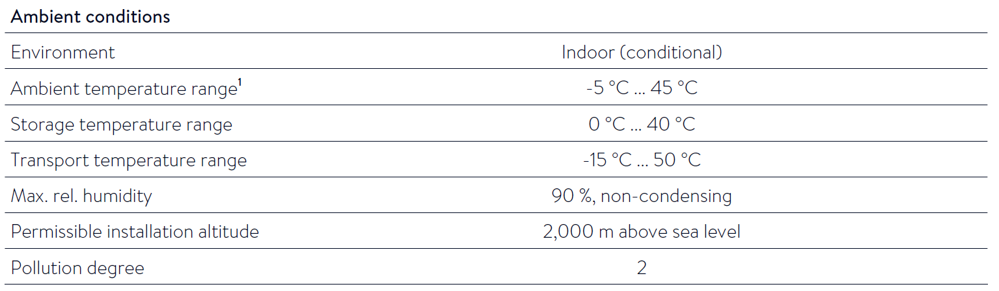 Ambient conditions
Environment Indoor (conditional)
Ambient temperature range¹ -5 °C ... 45 °C
Storage temperature range 0 °C ... 40 °C
Transport temperature range -15 °C ... 50 °C
Max. rel. humidity 90 %, non-condensing
Permissible installation altitude 2,000 m above sea level
Pollution degree 2